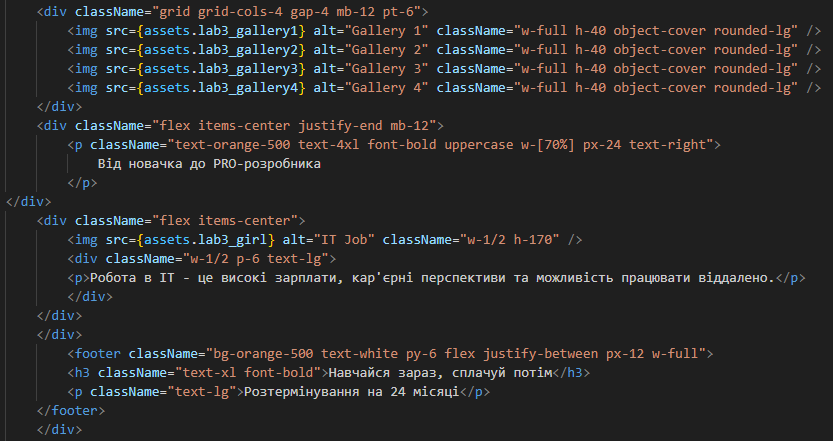 <div className="grid grid-cols-4 gap-4 mb-12 pt-6">
<img src={assets.lab3_gallery1} alt="Gallery 1" className="w-full h-40 object-cover rounded-lg" />
<img src={assets.lab3_gallery2} alt="Gallery 2" className="w-full h-40 object-cover rounded-lg" />
<img src={assets.lab3_gallery3} alt="Gallery 3" className="w-full h-40 object-cover rounded-lg" />
<img src={assets.lab3_gallery4} alt="Gallery 4" className="w-full h-40 object-cover rounded-lg" />
</div>
<div className="flex items-center justify-end mb-12">
<p className="text-orange-500 text-4xl font-bold uppercase w-[70%] px-24 text-right">
Від новачка до PRO-розробника
</p>
</div>
<div className="flex items-center">
<img src={assets.lab3_girl} alt="IT Job" className="w-1/2 h-170" />
<div className="w-1/2 p-6 text-lg">
<p>Робота в IT - це високі зарплати, кар'єрні перспективи та можливість працювати віддалено.</p>
</div>
</div>
</div>
<footer className="bg-orange-500 text-white py-6 flex justify-between px-12 w-full">
<h3 className="text-xl font-bold">Навчайся зараз, сплачуй потім</h3>
<p className="text-lg">Розтермінування на 24 місяці</p>
</footer>
</div>